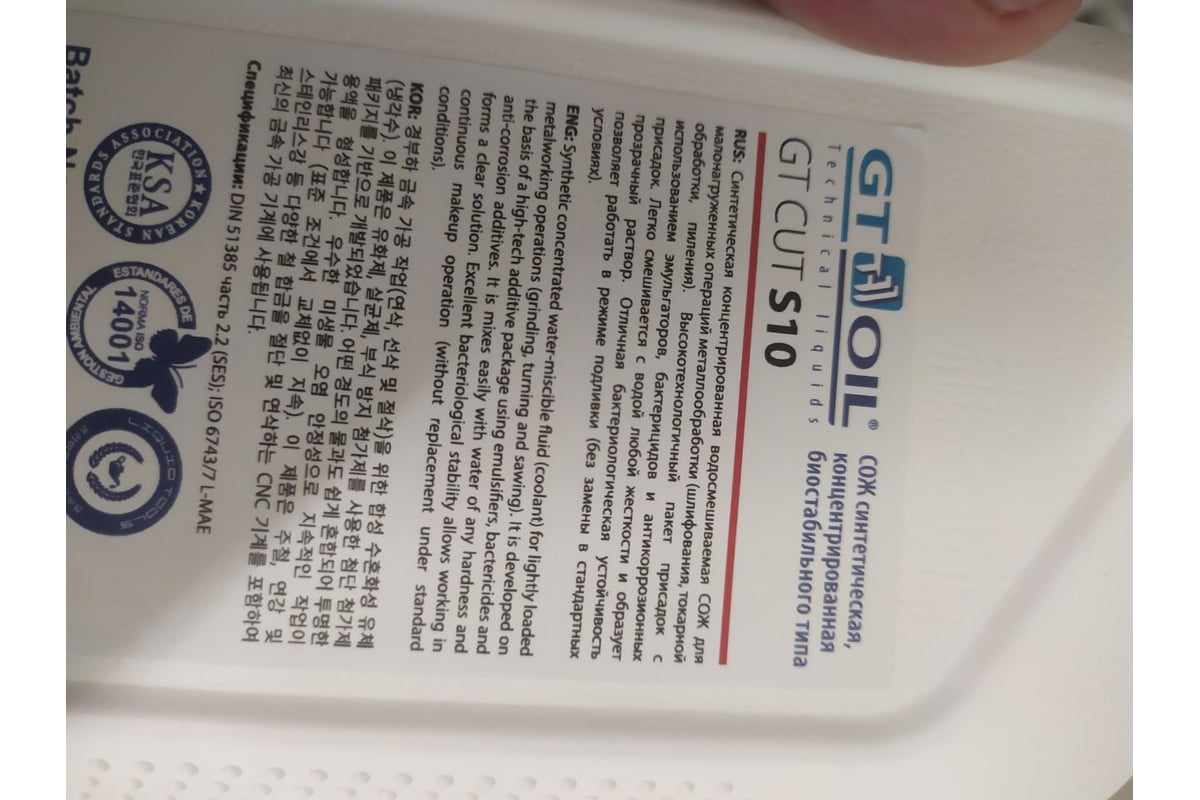 GT OIL®
Technical liquids
СОЖ синтетическая,
концентрированная
биостабильного типа
GT CUT S10
RUS: Синтетическая концентрированная водосмешиваемая СОЖ для
малонагруженных операций металлообработки (шлифования, токарной
обработки, пиления). Высокотехнологичный пакет присадок с
использованием эмульгаторов, бактерицидов и антикоррозионных
присадок. Легко смешивается с водой любой жесткости и образует
прозрачный раствор. Отличная бактериологическая устойчивость
позволяет работать в режиме подливки (без замены в стандартных
условиях).
ENG: Synthetic concentrated water-miscible fluid (coolant) for lightly loaded
metalworking operations (grinding, turning and sawing). It is developed on
the basis of a high-tech additive package using emulsifiers, bactericides and
anti-corrosion additives. It is mixes easily with water of any hardness and
forms a clear solution. Excellent bacteriological stability allows working in
continuous makeup operation (without replacement under standard
conditions).
KOR: 경부하 금속 가공 작업(연삭, 선삭 및 절삭)을 위한 합성 수혼화성 유체
(냉각수). 이 제품은 유화제, 살균제, 부식 방지 첨가제를 사용한 첨단 첨가제
패키지를 기반으로 개발되었습니다. 어떤 경도의 물과도 쉽게 혼합되어 투명한
용액을 형성합니다. 우수한 미생물 오염 안정성으로 지속적인 작업이
가능합니다 (표준 조건에서 교체없이 지속). 이 제품은 주철, 연강 및
스테인리스강 등 다양한 철 합금을 절단 및 연삭하는 CNC 기계를 포함하여
최신의 금속 가공 기계에 사용됩니다.
Спецификации: DIN 51385 часть 2.2 (SES); ISO 6743/7 L-MAE
KOREAN STANDARDS ASSOCIATION
KSA
한국표준협회
ESTANDARES DE GESTION AMBIENTAL
NORMA ISO
14001
LIQUID TOOLS
Batch N